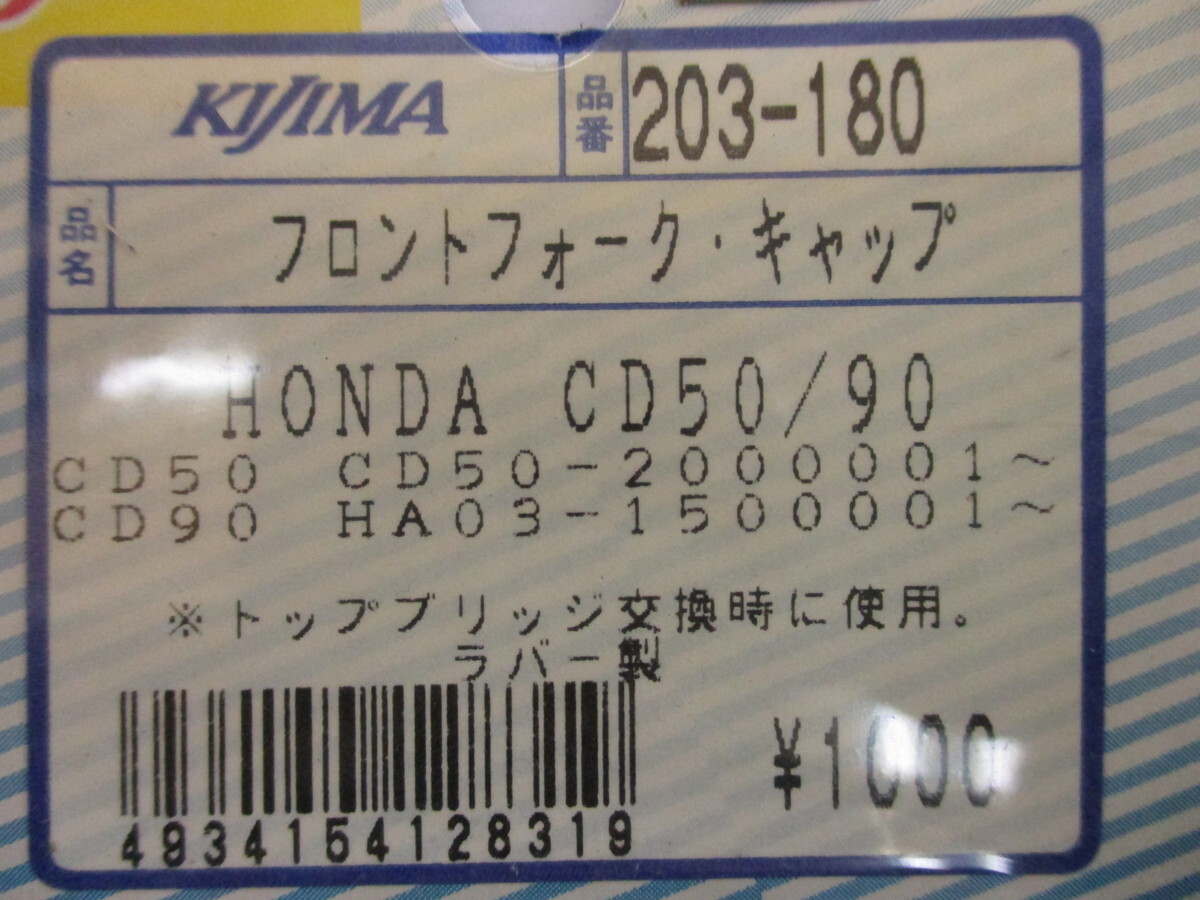 KIJIMA 品番 203-180
品名 フロントフォーク・キャップ
HONDA CD50/90
CD50 CD50-2000001～
CD90 HA03-1500001～
※トップブリッジ交換時に使用。
ラバー製
¥1000
4934154128319